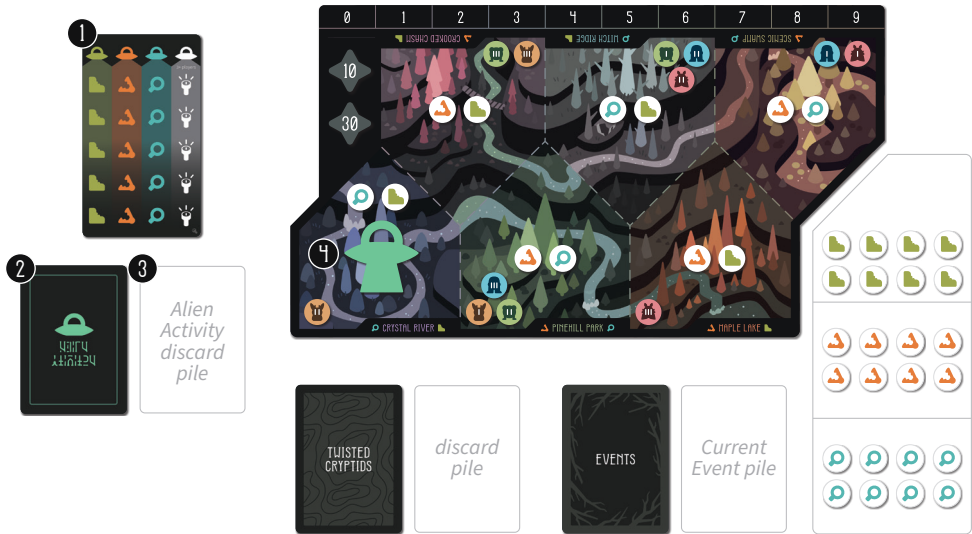 1
0 1 2 3 4 5 6 7 8 9
CROOKED CHASM
WITCH RIDGE
SCENIC SWAMP
10
30
4
CRYSTAL RIVER
PINEHILL PARK
MAPLE LAKE
2
3
Alien
Activity
discard
pile
TWISTED
CRYPTIDS
discard
pile
EVENTS
Current
Event pile